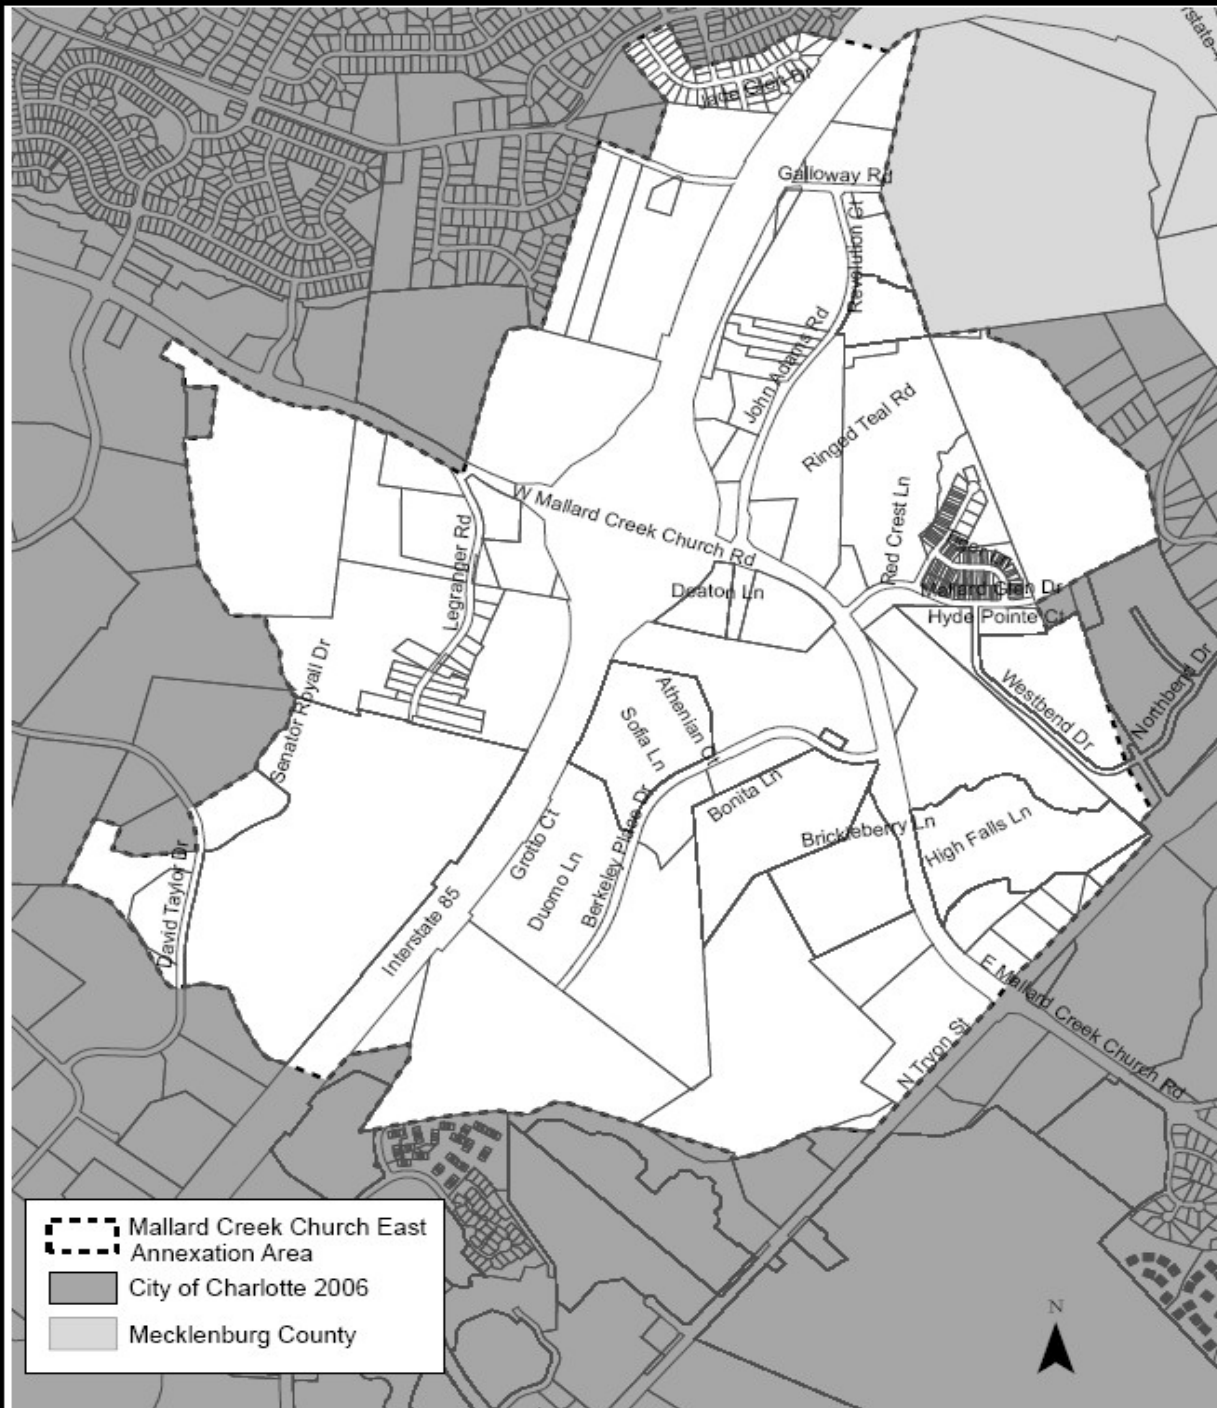 Jade Glen Dr
Galloway Rd
Revolution Ct
John Adams Rd
Ringed Teal Rd
W Mallard Creek Church Rd
Red Crest Ln
Legranger Rd
Deaton Ln
Mallard Glen Dr
Hyde Pointe Ct
Senator Royall Dr
Athenian Ct
Sofia Ln
Westbend Dr
Northbend Dr
Bonita Ln
Grotto Ct
Duomo Ln
Berkeley Place Dr
Brickleberry Ln
High Falls Ln
David Taylor Dr
Interstate 85
E Mallard Creek Church Rd
N Tryon St
Mallard Creek Church East
Annexation Area
City of Charlotte 2006
Mecklenburg County
N